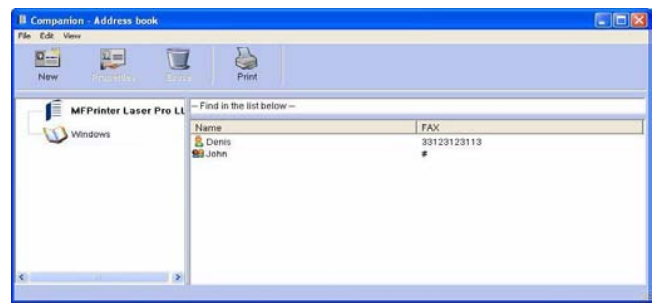 Companion - Address book
File Edit View
New Properties Erase Print
MFPrinter Laser Pro LL
Windows
-- Find in the list below --
Name FAX
Denis 33123123113
John #